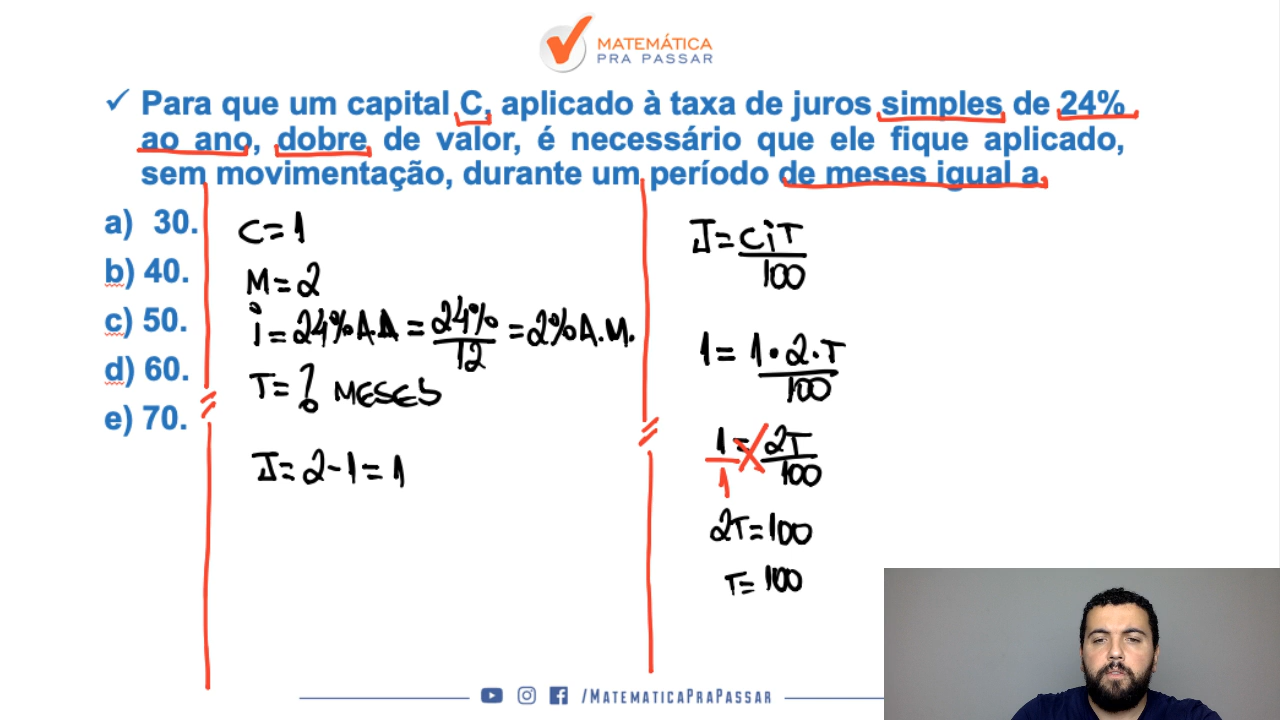 MATEMÁTICA
PRA PASSAR
✓ Para que um capital C, aplicado à taxa de juros simples de 24%
ao ano, dobre de valor, é necessário que ele fique aplicado,
sem movimentação, durante um período de meses igual a
a) 30.
b) 40.
c) 50.
d) 60.
e) 70.
C = 1
M = 2
i = 24% A.A = 24%/12 = 2% A.M.
T = ? MESES
J = 2 - 1 = 1
J = CiT/100
1 = 1 • 2 • T/100
1/1 = 2T/100
2T = 100
T = 100
/MATEMATICAPRAPASSAR